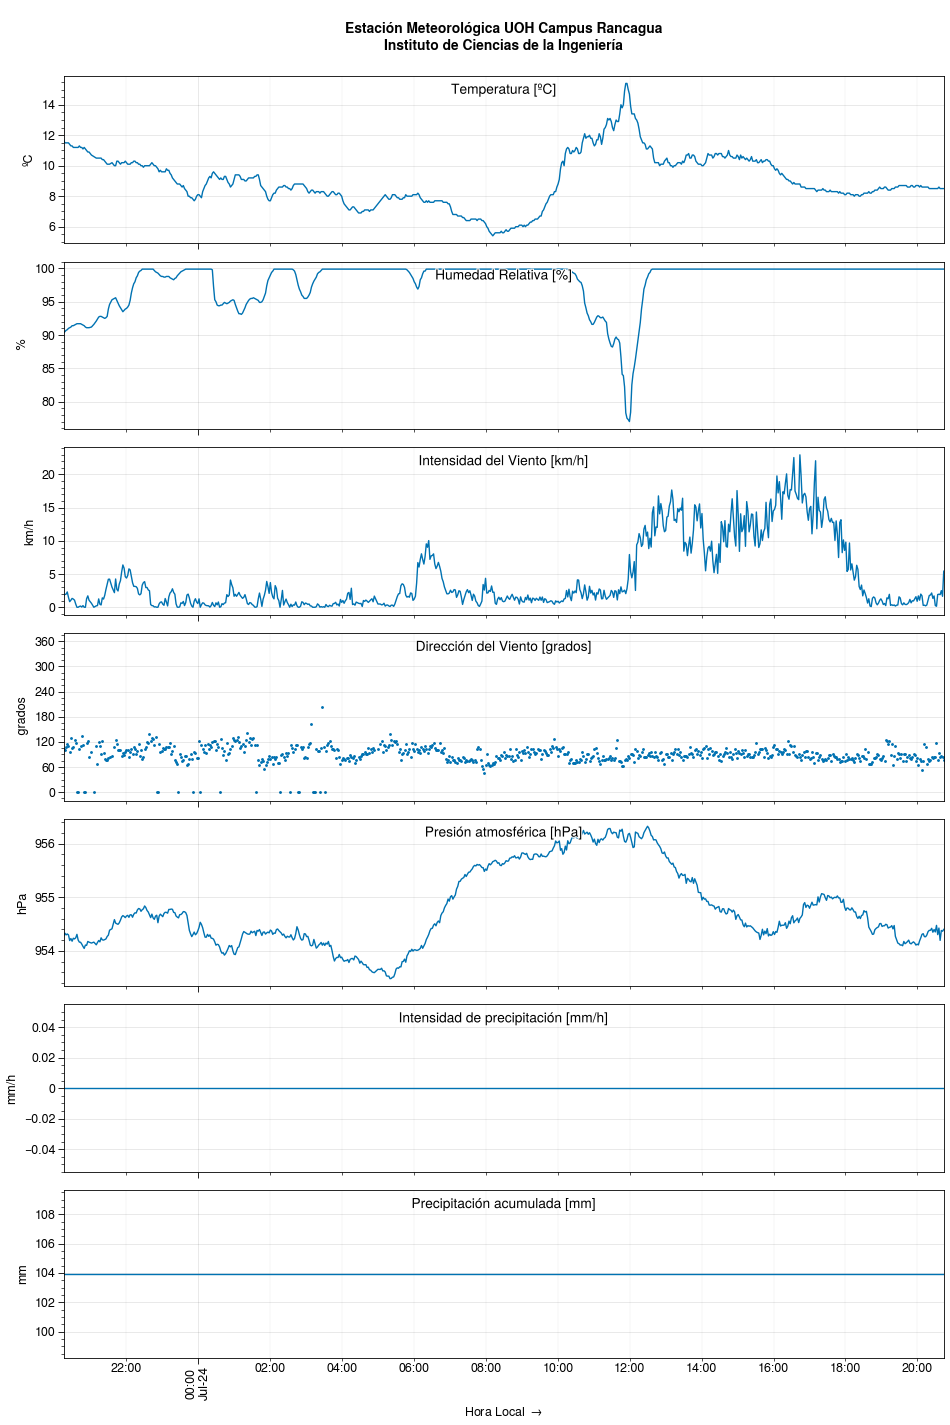 Estación Meteorológica UOH Campus Rancagua
Instituto de Ciencias de la Ingeniería
Temperatura [ºC]
14
12
10
8
6
ºC
Humedad Relativa [%]
100
95
90
85
80
%
Intensidad del Viento [km/h]
20
15
10
5
0
km/h
Dirección del Viento [grados]
360
300
240
180
120
60
0
grados
Presión atmosférica [hPa]
956
955
954
hPa
Intensidad de precipitación [mm/h]
0.04
0.02
0
−0.02
−0.04
mm/h
Precipitación acumulada [mm]
108
106
104
102
100
mm
22:00
00:00
Jul-24
02:00
04:00
06:00
08:00
10:00
12:00
14:00
16:00
18:00
20:00
Hora Local →